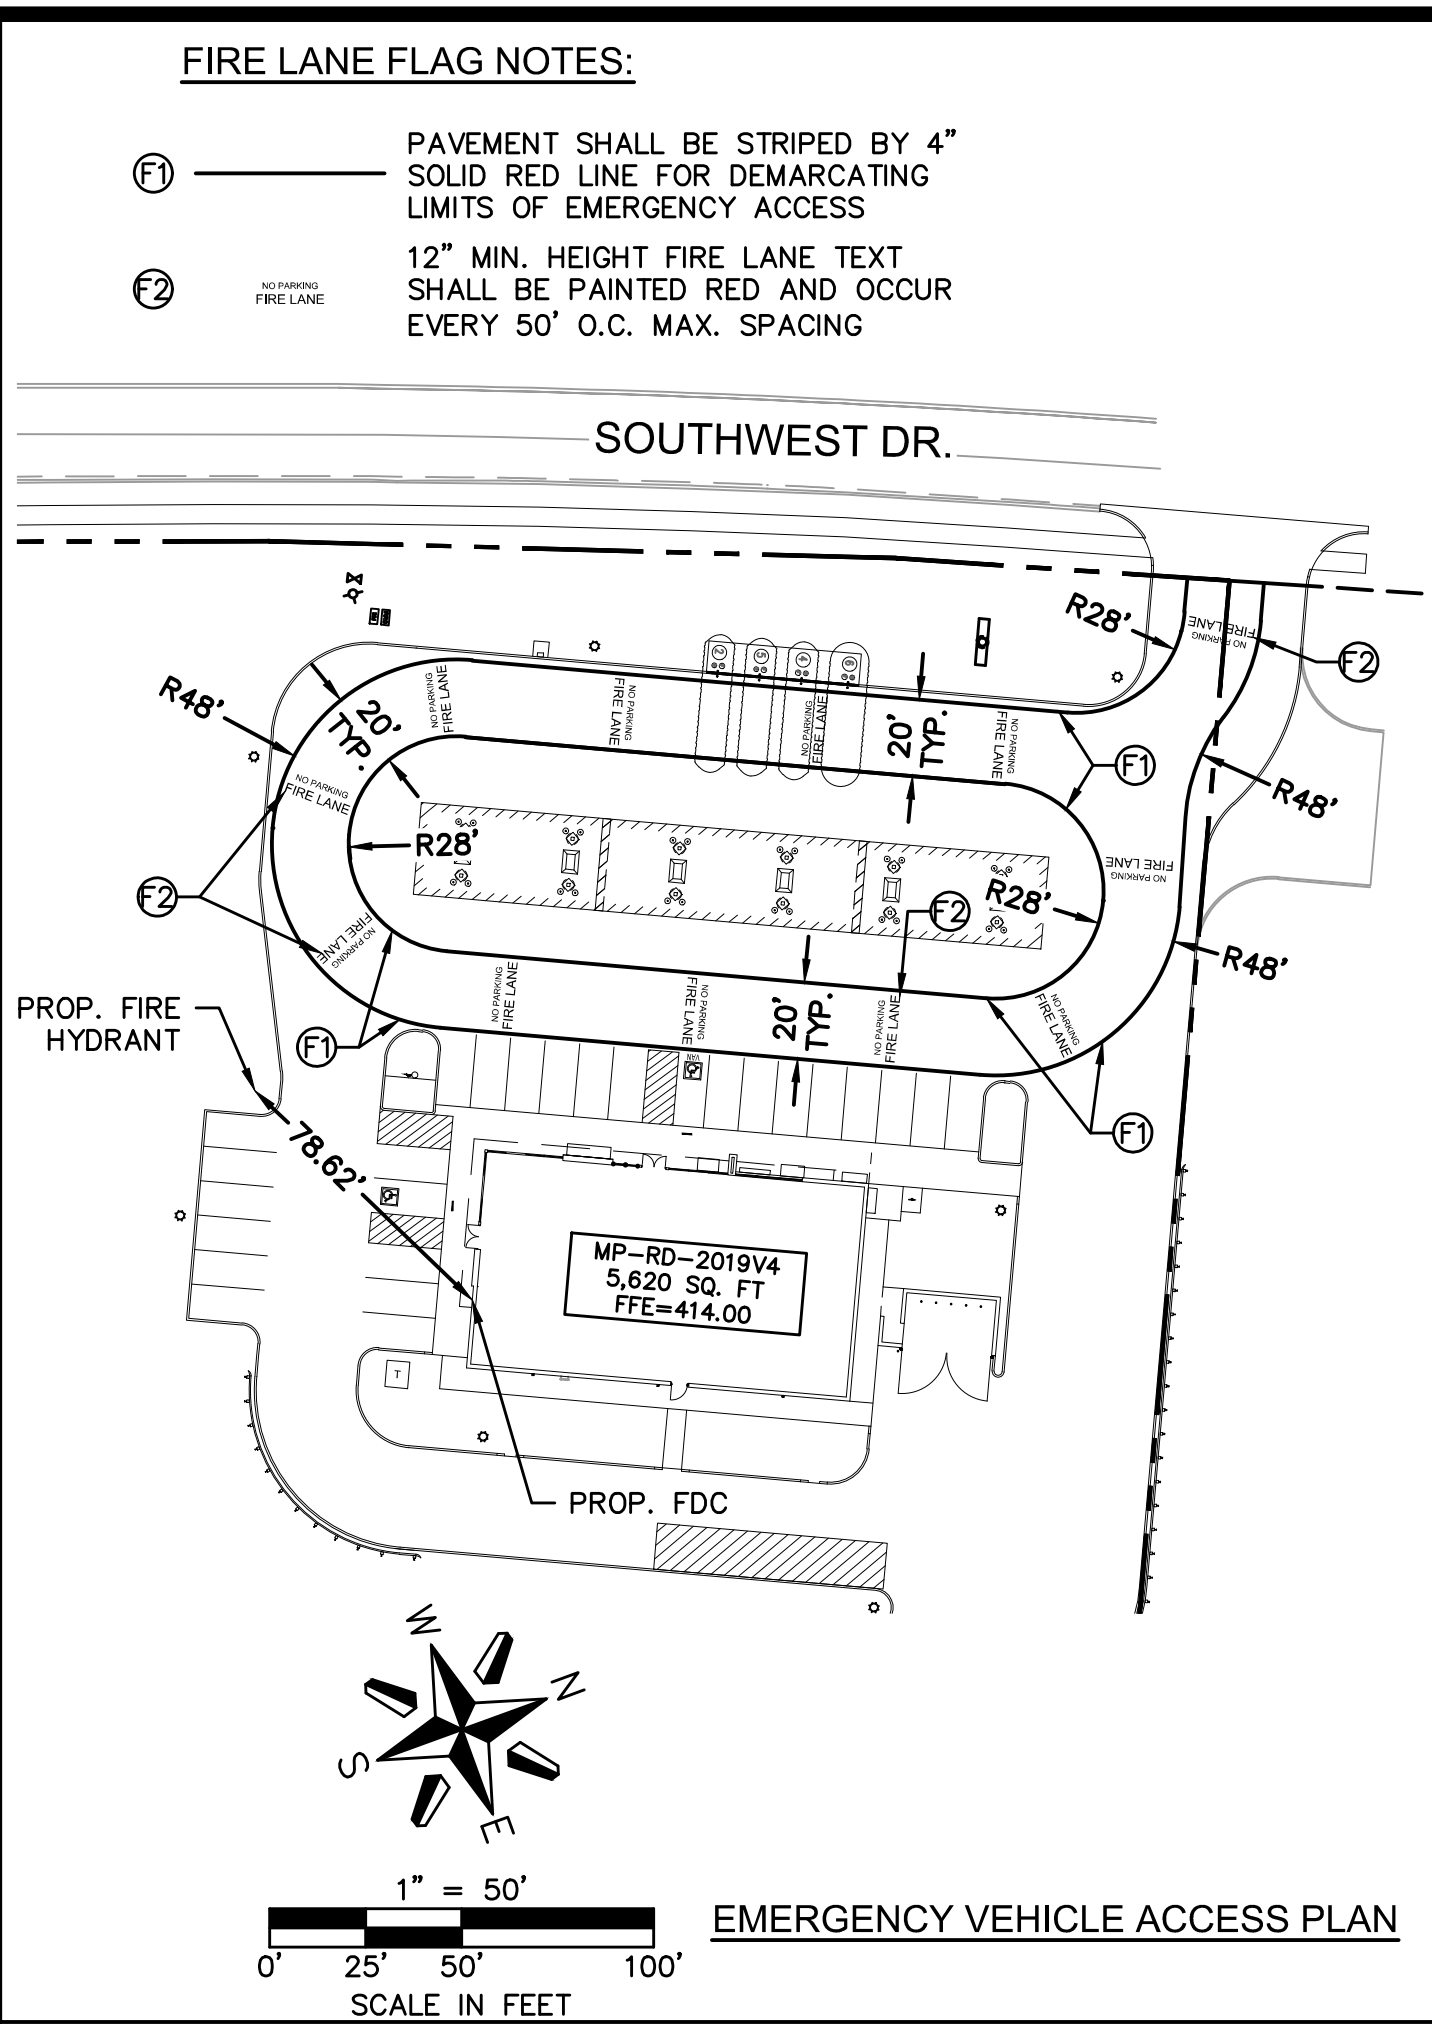 FIRE LANE FLAG NOTES:
F1
PAVEMENT SHALL BE STRIPED BY 4"
SOLID RED LINE FOR DEMARCATING
LIMITS OF EMERGENCY ACCESS
F2
NO PARKING
FIRE LANE
12" MIN. HEIGHT FIRE LANE TEXT
SHALL BE PAINTED RED AND OCCUR
EVERY 50' O.C. MAX. SPACING
SOUTHWEST DR.
R28'
NO PARKING
FIRE LANE
F2
2
5
4
6
R48'
20'
TYP.
NO PARKING
FIRE LANE
NO PARKING
FIRE LANE
NO PARKING
FIRE LANE
20'
TYP.
NO PARKING
FIRE LANE
F1
R48'
NO PARKING
FIRE LANE
R28'
NO PARKING
FIRE LANE
F2
R28'
F2
NO PARKING
FIRE LANE
R48'
PROP. FIRE
HYDRANT
F1
NO PARKING
FIRE LANE
NO PARKING
FIRE LANE
20'
TYP.
NO PARKING
FIRE LANE
NO PARKING
FIRE LANE
VAN
F1
78.62'
MP-RD-2019V4
5,620 SQ. FT
FFE=414.00
T
PROP. FDC
W
N
S
E
1" = 50'
0' 25' 50' 100'
SCALE IN FEET
EMERGENCY VEHICLE ACCESS PLAN